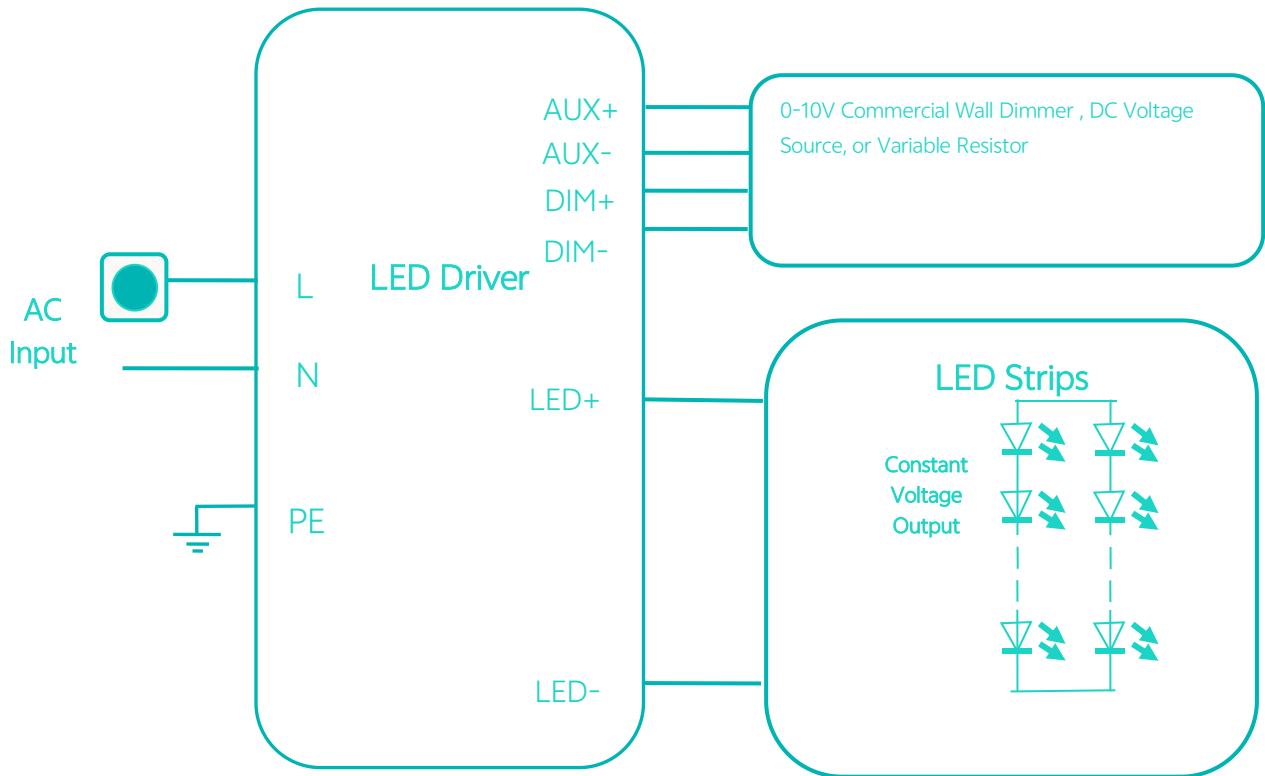 AUX+
AUX-
DIM+
DIM-
0-10V Commercial Wall Dimmer , DC Voltage
Source, or Variable Resistor
LED Driver
L
AC
Input
N
PE
LED+
LED-
LED Strips
Constant
Voltage
Output